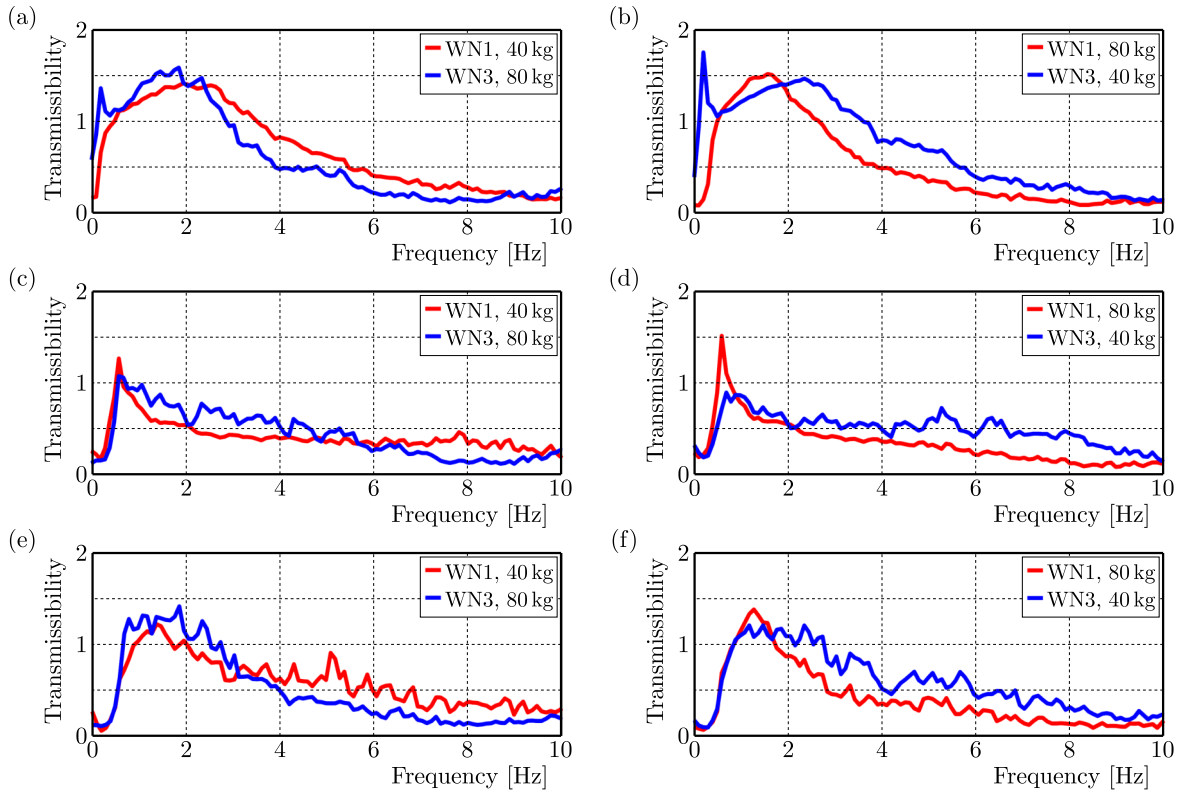 (a)
Transmissibility
2
1
0
WN1, 40 kg
WN3, 80 kg
0 2 4 6 8 10
Frequency [Hz]
(b)
Transmissibility
2
1
0
WN1, 80 kg
WN3, 40 kg
0 2 4 6 8 10
Frequency [Hz]
(c)
Transmissibility
2
1
0
WN1, 40 kg
WN3, 80 kg
0 2 4 6 8 10
Frequency [Hz]
(d)
Transmissibility
2
1
0
WN1, 80 kg
WN3, 40 kg
0 2 4 6 8 10
Frequency [Hz]
(e)
Transmissibility
2
1
0
WN1, 40 kg
WN3, 80 kg
0 2 4 6 8 10
Frequency [Hz]
(f)
Transmissibility
2
1
0
WN1, 80 kg
WN3, 40 kg
0 2 4 6 8 10
Frequency [Hz]